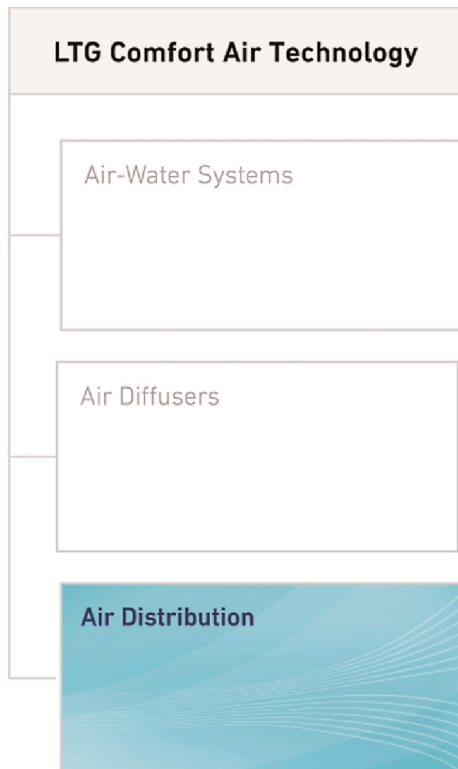 LTG Comfort Air Technology
Air-Water Systems
Air Diffusers
Air Distribution